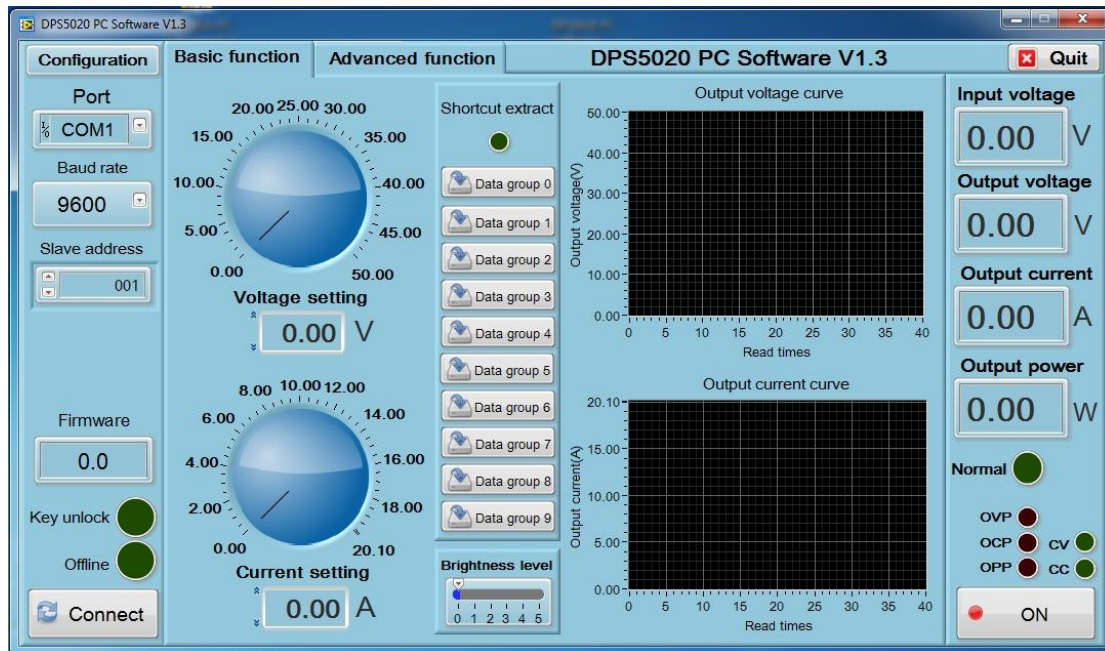 DPS5020 PC Software V1.3
Configuration
Basic function
Advanced function
DPS5020 PC Software V1.3
Quit
Port
I/O COM1
Baud rate
9600
Slave address
001
Firmware
0.0
Key unlock
Offline
Connect
0.00
5.00
10.00
15.00
20.00
25.00
30.00
35.00
40.00
45.00
50.00
Voltage setting
0.00 V
0.00
2.00
4.00
6.00
8.00
10.00
12.00
14.00
16.00
18.00
20.10
Current setting
0.00 A
Shortcut extract
Data group 0
Data group 1
Data group 2
Data group 3
Data group 4
Data group 5
Data group 6
Data group 7
Data group 8
Data group 9
Brightness level
0 1 2 3 4 5
Output voltage curve
Output voltage(V)
50.00
40.00
30.00
20.00
10.00
0.00
0 5 10 15 20 25 30 35 40
Read times
Output current curve
Output current(A)
20.10
15.00
10.00
5.00
0.00
0 5 10 15 20 25 30 35 40
Read times
Input voltage
0.00 V
Output voltage
0.00 V
Output current
0.00 A
Output power
0.00 W
Normal
OVP
OCP CV
OPP CC
ON